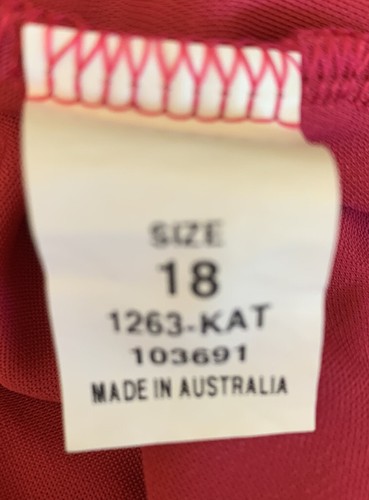 SIZE
18
1263-KAT
103691
MADE IN AUSTRALIA